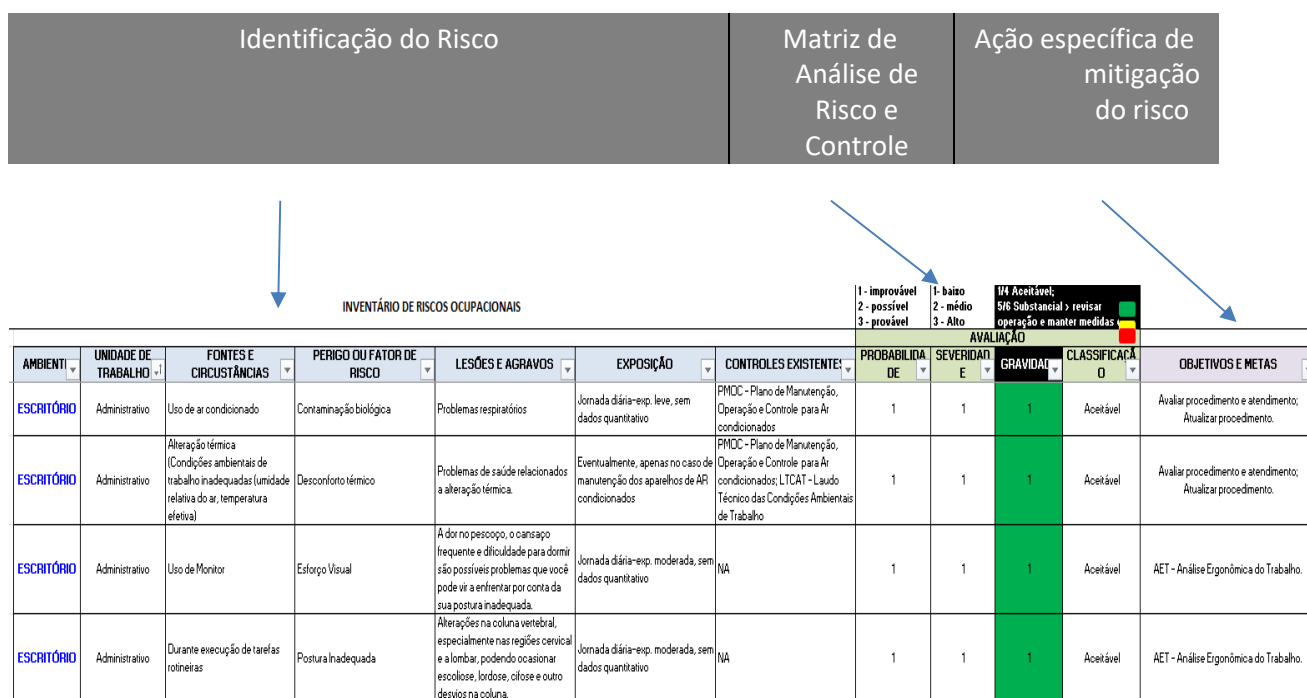 Identificação do Risco
Matriz de
Análise de
Risco e
Controle
Ação específica de
mitigação
do risco
INVENTÁRIO DE RISCOS OCUPACIONAIS
1 - improvável
2 - possível
3 - provável
1- baixo
2 - médio
3 - Alto
1/4 Aceitável;
5/6 Substancial > revisar
operação e manter medidas
AVALIAÇÃO
AMBIENTE
UNIDADE DE
TRABALHO
FONTES E
CIRCUSTÂNCIAS
PERIGO OU FATOR DE
RISCO
LESÕES E AGRAVOS
EXPOSIÇÃO
CONTROLES EXISTENTES
PROBABILIDA
DE
SEVERIDAD
E
GRAVIDAD
CLASSIFICAÇÃ
O
OBJETIVOS E METAS
ESCRITÓRIO
Administrativo
Uso de ar condicionado
Contaminação biológica
Problemas respiratórios
Jornada diária-exp. leve, sem
dados quantitativo
PMOC - Plano de Manutenção,
Operação e Controle para Ar
condicionados
1
1
1
Aceitável
Avaliar procedimento e atendimento;
Atualizar procedimento.
ESCRITÓRIO
Administrativo
Alteração térmica
(Condições ambientais de
trabalho inadequadas (umidade
relativa do ar, temperatura
efetiva)
Desconforto térmico
Problemas de saúde relacionados
a alteração térmica.
Eventualmente, apenas no caso de
manutenção dos aparelhos de AR
condicionados
PMOC - Plano de Manutenção,
Operação e Controle para Ar
condicionados; LTCAT - Laudo
Técnico das Condições Ambientais
de Trabalho
1
1
1
Aceitável
Avaliar procedimento e atendimento;
Atualizar procedimento.
ESCRITÓRIO
Administrativo
Uso de Monitor
Esforço Visual
A dor no pescoço, o cansaço
frequente e dificuldade para dormir
são possíveis problemas que você
pode vir a enfrentar por conta da
sua postura inadequada.
Jornada diária-exp. moderada, sem
dados quantitativo
NA
1
1
1
Aceitável
AET - Análise Ergonômica do Trabalho.
ESCRITÓRIO
Administrativo
Durante execução de tarefas
rotineiras
Postura Inadequada
Alterações na coluna vertebral,
especialmente nas regiões cervical
e a lombar, podendo ocasionar
escoliose, lordose, cifose e outro
desvios na coluna.
Jornada diária-exp. moderada, sem
dados quantitativo
NA
1
1
1
Aceitável
AET - Análise Ergonômica do Trabalho.